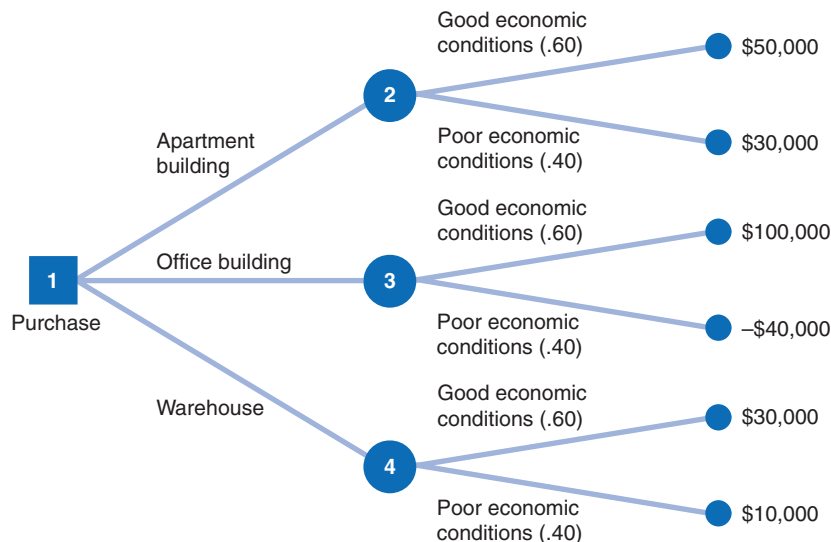 Good economic
conditions (.60)
$50,000
2
Apartment
building
Poor economic
conditions (.40)
$30,000
Good economic
conditions (.60)
$100,000
1
Purchase
Office building
3
Poor economic
conditions (.40)
–$40,000
Warehouse
Good economic
conditions (.60)
$30,000
4
Poor economic
conditions (.40)
$10,000